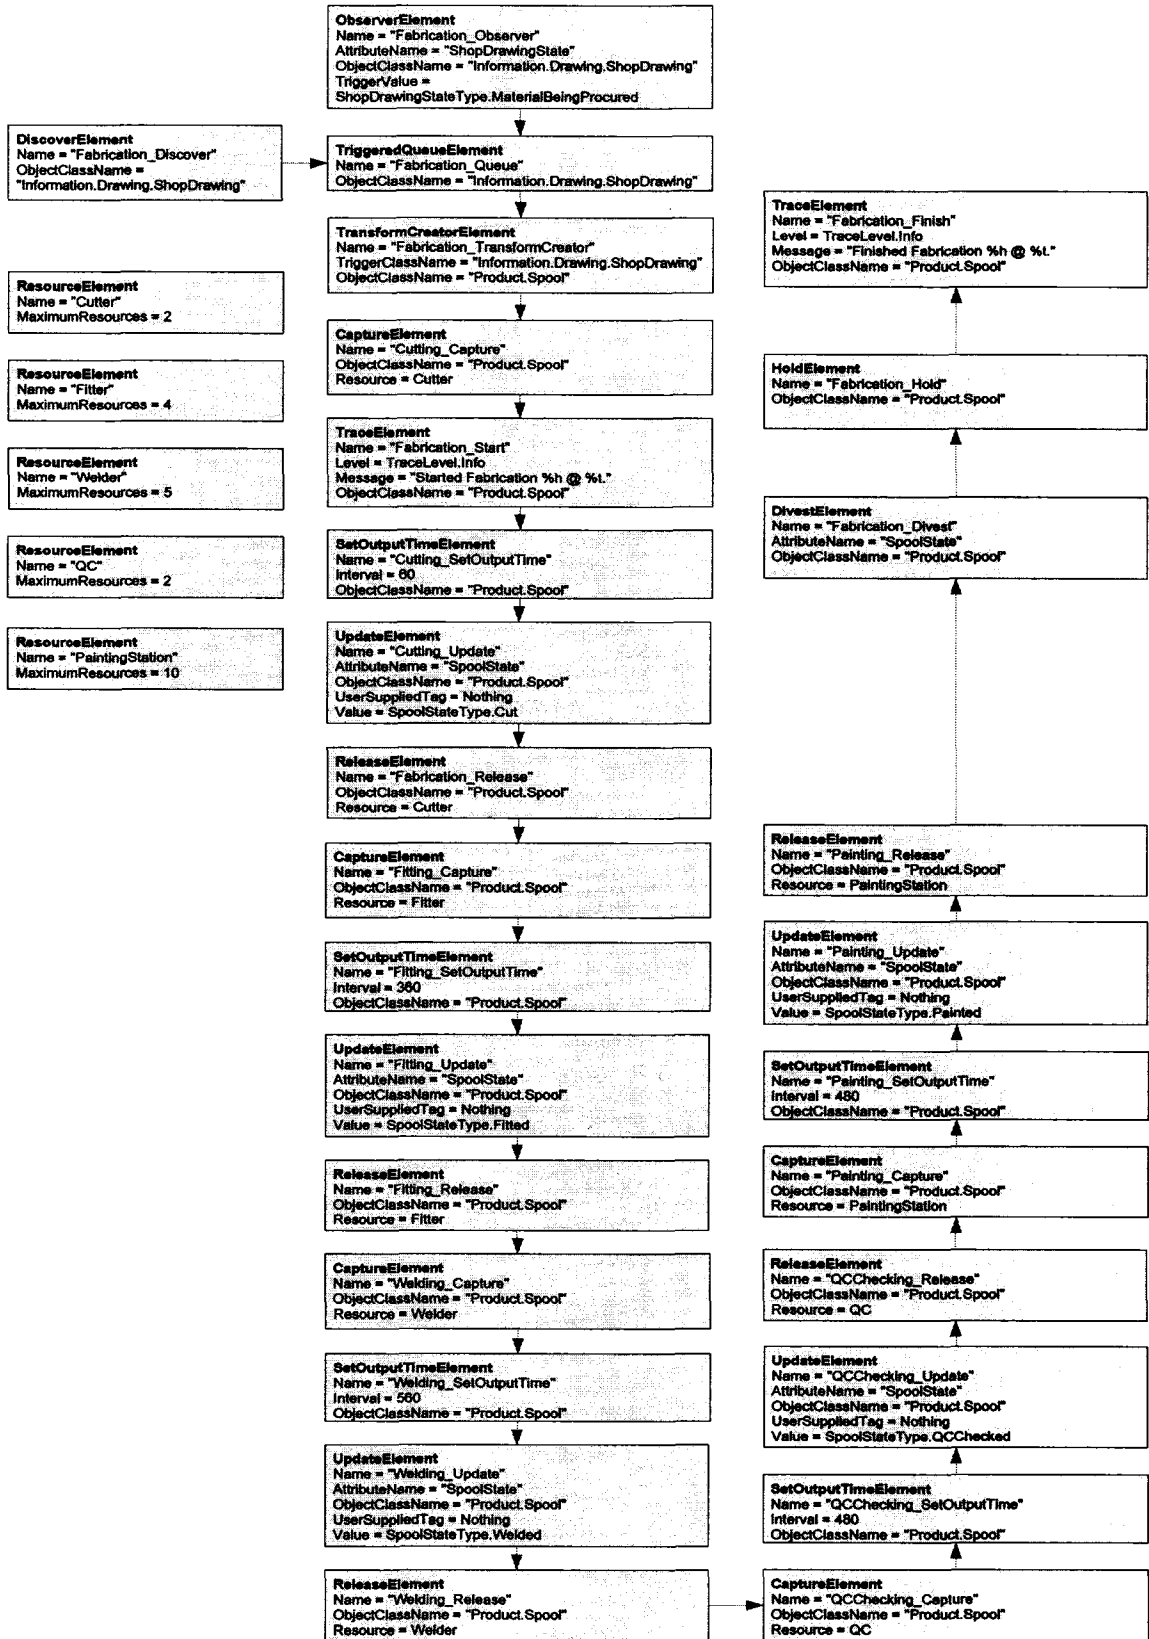 ObserverElement
Name = "Fabrication_Observer"
AttributeName = "ShopDrawingState"
ObjectClassName = "Information.Drawing.ShopDrawing"
TriggerValue =
ShopDrawingStateType.MaterialBeingProcured
DiscoverElement
Name = "Fabrication_Discover"
ObjectClassName =
"Information.Drawing.ShopDrawing"
TriggeredQueueElement
Name = "Fabrication_Queue"
ObjectClassName = "Information.Drawing.ShopDrawing"
TransformCreatorElement
Name = "Fabrication_TransformCreator"
TriggerClassName = "Information.Drawing.ShopDrawing"
ObjectClassName = "Product.Spool"
ResourceElement
Name = "Cutter"
MaximumResources = 2
ResourceElement
Name = "Fitter"
MaximumResources = 4
ResourceElement
Name = "Welder"
MaximumResources = 5
ResourceElement
Name = "QC"
MaximumResources = 2
ResourceElement
Name = "PaintingStation"
MaximumResources = 10
CaptureElement
Name = "Cutting_Capture"
ObjectClassName = "Product.Spool"
Resource = Cutter
TraceElement
Name = "Fabrication_Start"
Level = TraceLevel.Info
Message = "Started Fabrication %h @ %t."
ObjectClassName = "Product.Spool"
SetOutputTimeElement
Name = "Cutting_SetOutputTime"
Interval = 60
ObjectClassName = "Product.Spool"
UpdateElement
Name = "Cutting_Update"
AttributeName = "SpoolState"
ObjectClassName = "Product.Spool"
UserSuppliedTag = Nothing
Value = SpoolStateType.Cut
ReleaseElement
Name = "Fabrication_Release"
ObjectClassName = "Product.Spool"
Resource = Cutter
CaptureElement
Name = "Fitting_Capture"
ObjectClassName = "Product.Spool"
Resource = Fitter
SetOutputTimeElement
Name = "Fitting_SetOutputTime"
Interval = 360
ObjectClassName = "Product.Spool"
UpdateElement
Name = "Fitting_Update"
AttributeName = "SpoolState"
ObjectClassName = "Product.Spool"
UserSuppliedTag = Nothing
Value = SpoolStateType.Fitted
ReleaseElement
Name = "Fitting_Release"
ObjectClassName = "Product.Spool"
Resource = Fitter
CaptureElement
Name = "Welding_Capture"
ObjectClassName = "Product.Spool"
Resource = Welder
SetOutputTimeElement
Name = "Welding_SetOutputTime"
Interval = 560
ObjectClassName = "Product.Spool"
UpdateElement
Name = "Welding_Update"
AttributeName = "SpoolState"
ObjectClassName = "Product.Spool"
UserSuppliedTag = Nothing
Value = SpoolStateType.Welded
ReleaseElement
Name = "Welding_Release"
ObjectClassName = "Product.Spool"
Resource = Welder
CaptureElement
Name = "QCChecking_Capture"
ObjectClassName = "Product.Spool"
Resource = QC
SetOutputTimeElement
Name = "QCChecking_SetOutputTime"
Interval = 480
ObjectClassName = "Product.Spool"
UpdateElement
Name = "QCChecking_Update"
AttributeName = "SpoolState"
ObjectClassName = "Product.Spool"
UserSuppliedTag = Nothing
Value = SpoolStateType.QCChecked
ReleaseElement
Name = "QCChecking_Release"
ObjectClassName = "Product.Spool"
Resource = QC
CaptureElement
Name = "Painting_Capture"
ObjectClassName = "Product.Spool"
Resource = PaintingStation
SetOutputTimeElement
Name = "Painting_SetOutputTime"
Interval = 480
ObjectClassName = "Product.Spool"
UpdateElement
Name = "Painting_Update"
AttributeName = "SpoolState"
ObjectClassName = "Product.Spool"
UserSuppliedTag = Nothing
Value = SpoolStateType.Painted
ReleaseElement
Name = "Painting_Release"
ObjectClassName = "Product.Spool"
Resource = PaintingStation
DivestElement
Name = "Fabrication_Divest"
AttributeName = "SpoolState"
ObjectClassName = "Product.Spool"
HoldElement
Name = "Fabrication_Hold"
ObjectClassName = "Product.Spool"
TraceElement
Name = "Fabrication_Finish"
Level = TraceLevel.Info
Message = "Finished Fabrication %h @ %t."
ObjectClassName = "Product.Spool"